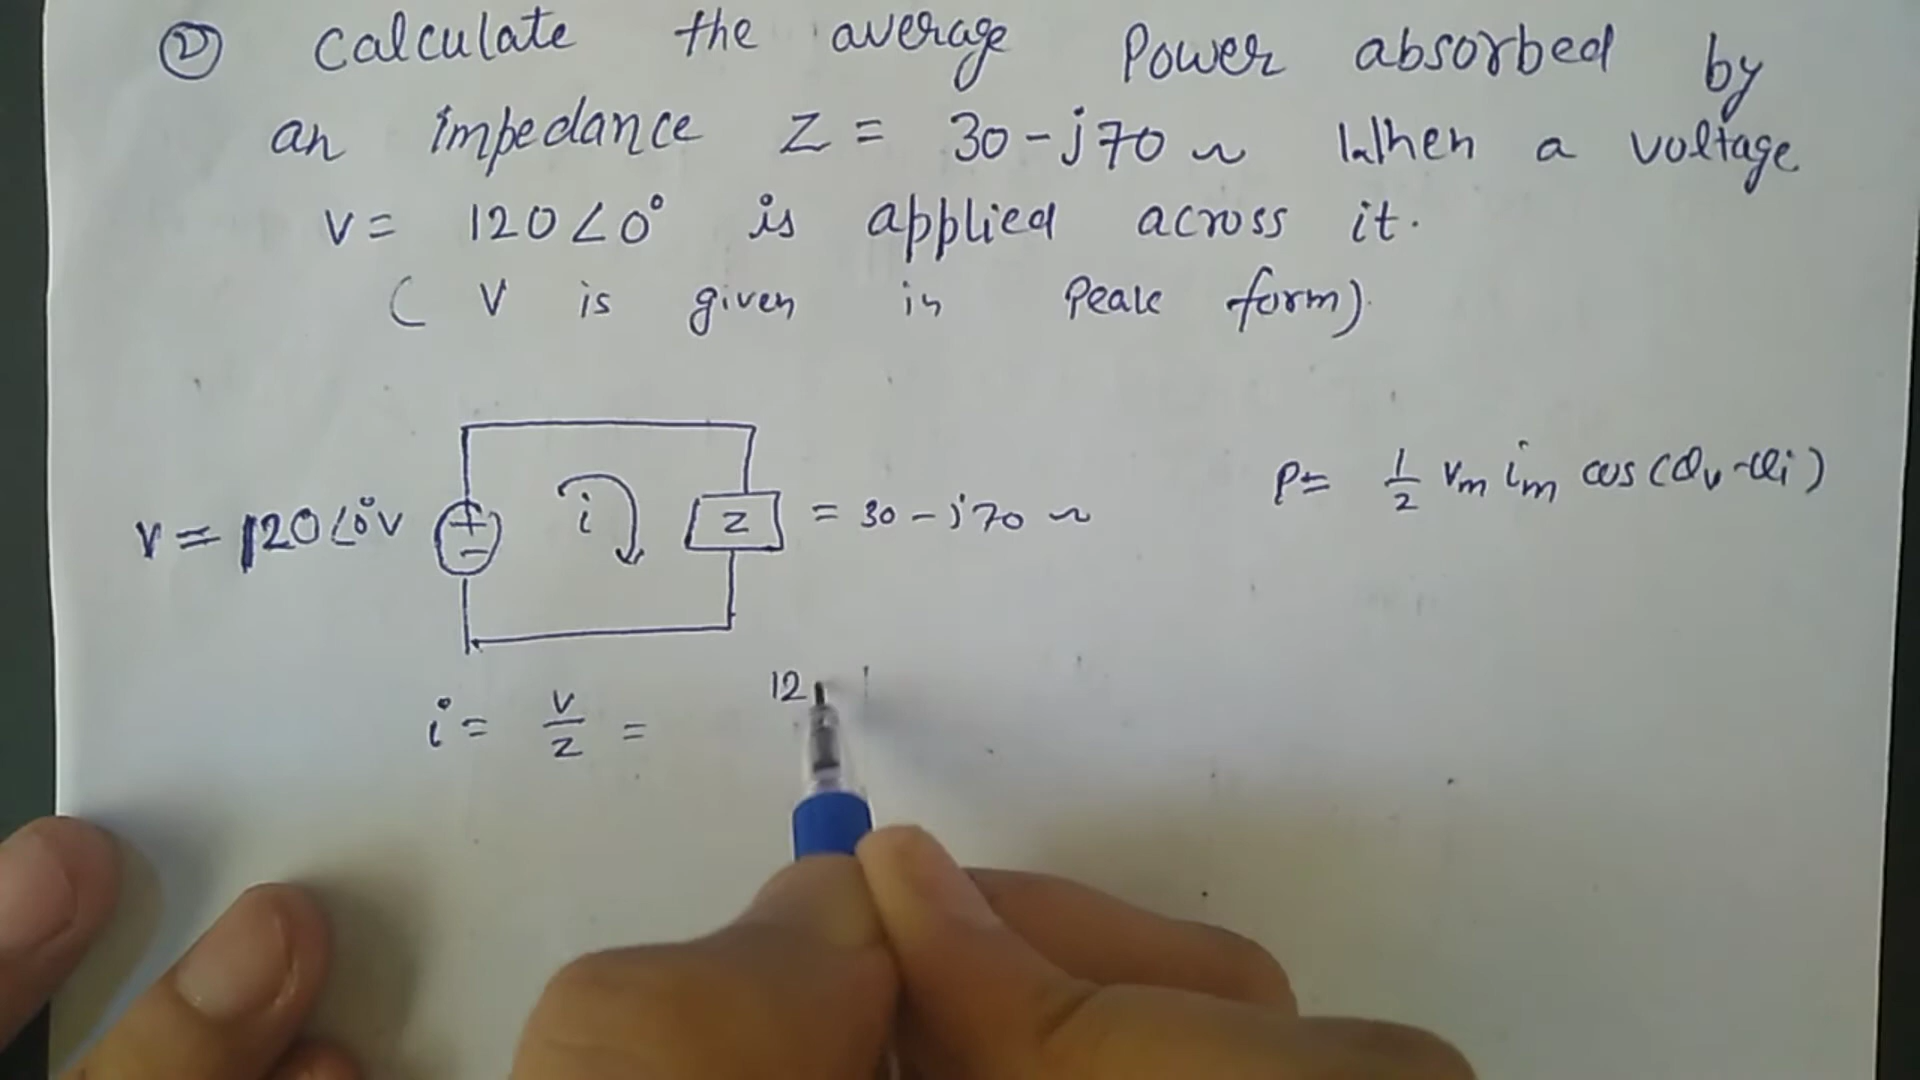 ② Calculate the average Power absorbed by
an impedance Z = 30-j70 ~ When a voltage
V= 120∠0° is applied across it.
( V is given in Peak form)
P= 1/2 Vm im cos(θv-θi)
V = 120∠0°V + - i Z = 30-j70 ~
i = V/Z = 12